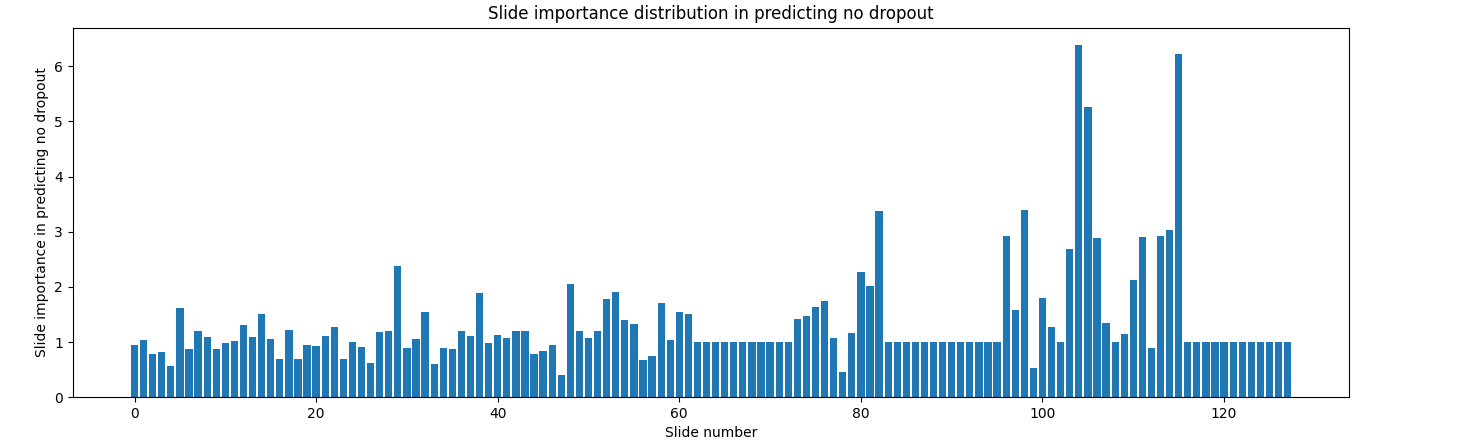 Slide importance distribution in predicting no dropout
Slide importance in predicting no dropout
6
5
4
3
2
1
0
0 20 40 60 80 100 120
Slide number